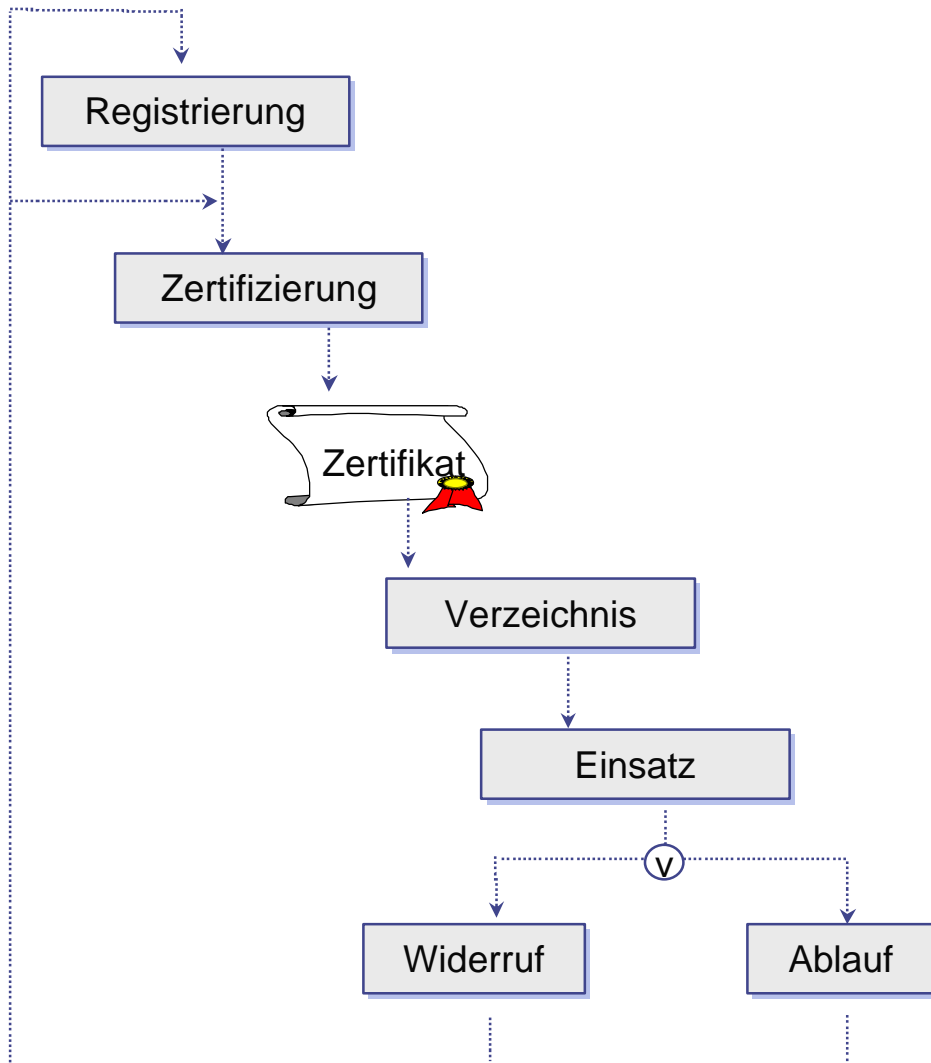 Registrierung
Zertifizierung
Zertifikat
Verzeichnis
Einsatz
v
Widerruf
Ablauf